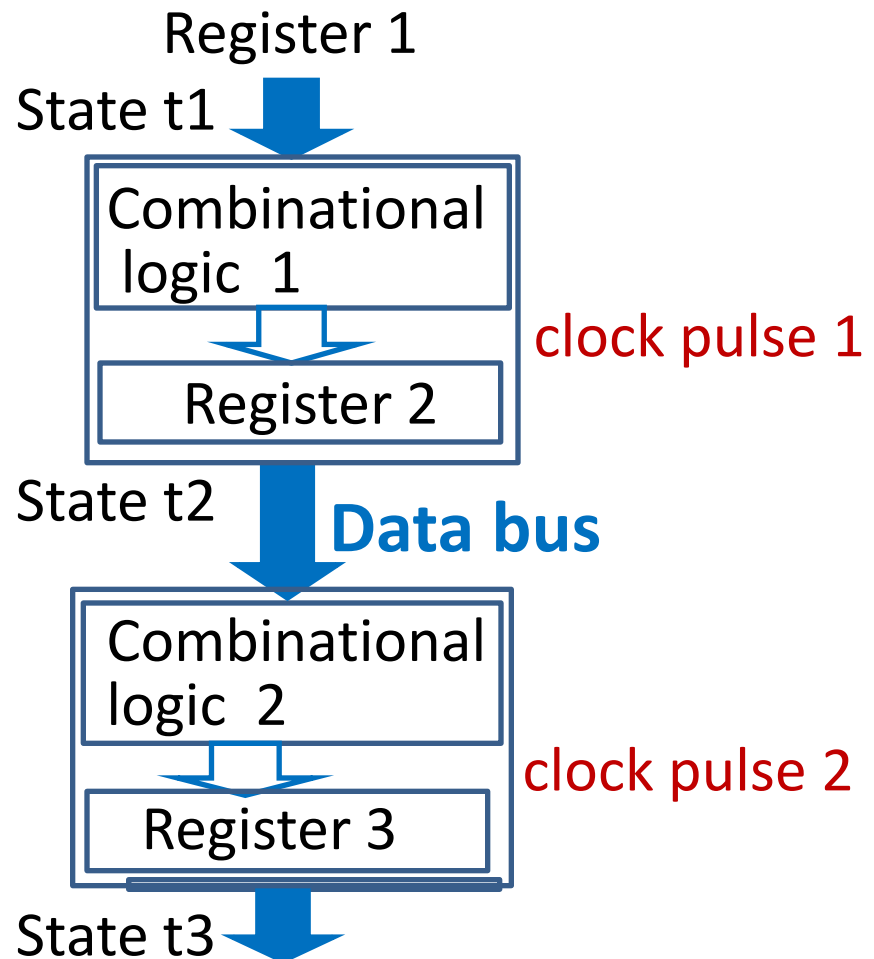 Register 1
State t1
Combinational
logic 1
clock pulse 1
Register 2
State t2
Data bus
Combinational
logic 2
clock pulse 2
Register 3
State t3